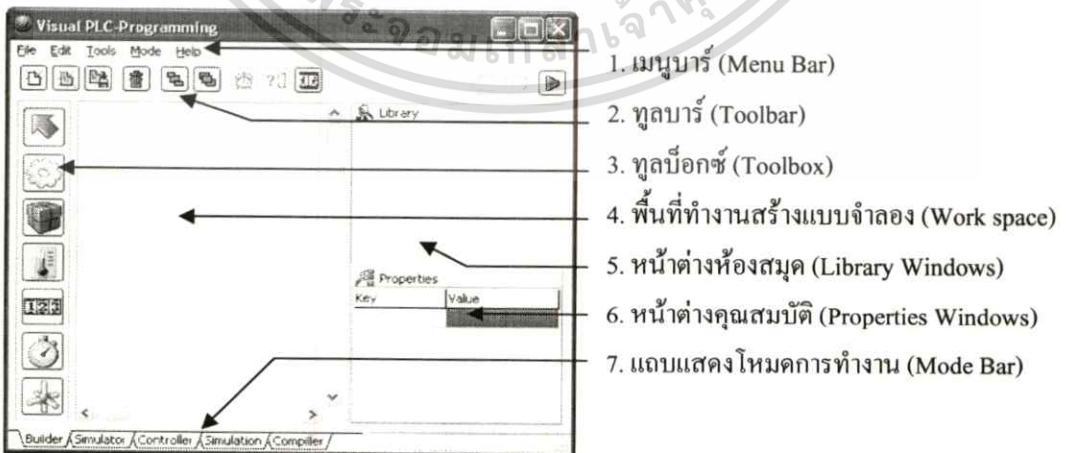 Visual PLC-Programming
File Edit Tools Mode Help
Library
Properties
Key Value
Builder Simulator Controller Simulation Compiller
1. เมนูบาร์ (Menu Bar)
2. ทูลบาร์ (Toolbar)
3. ทูลบ็อกซ์ (Toolbox)
4. พื้นที่ทำงานสร้างแบบจำลอง (Work space)
5. หน้าต่างห้องสมุด (Library Windows)
6. หน้าต่างคุณสมบัติ (Properties Windows)
7. แถบแสดงโหมดการทำงาน (Mode Bar)